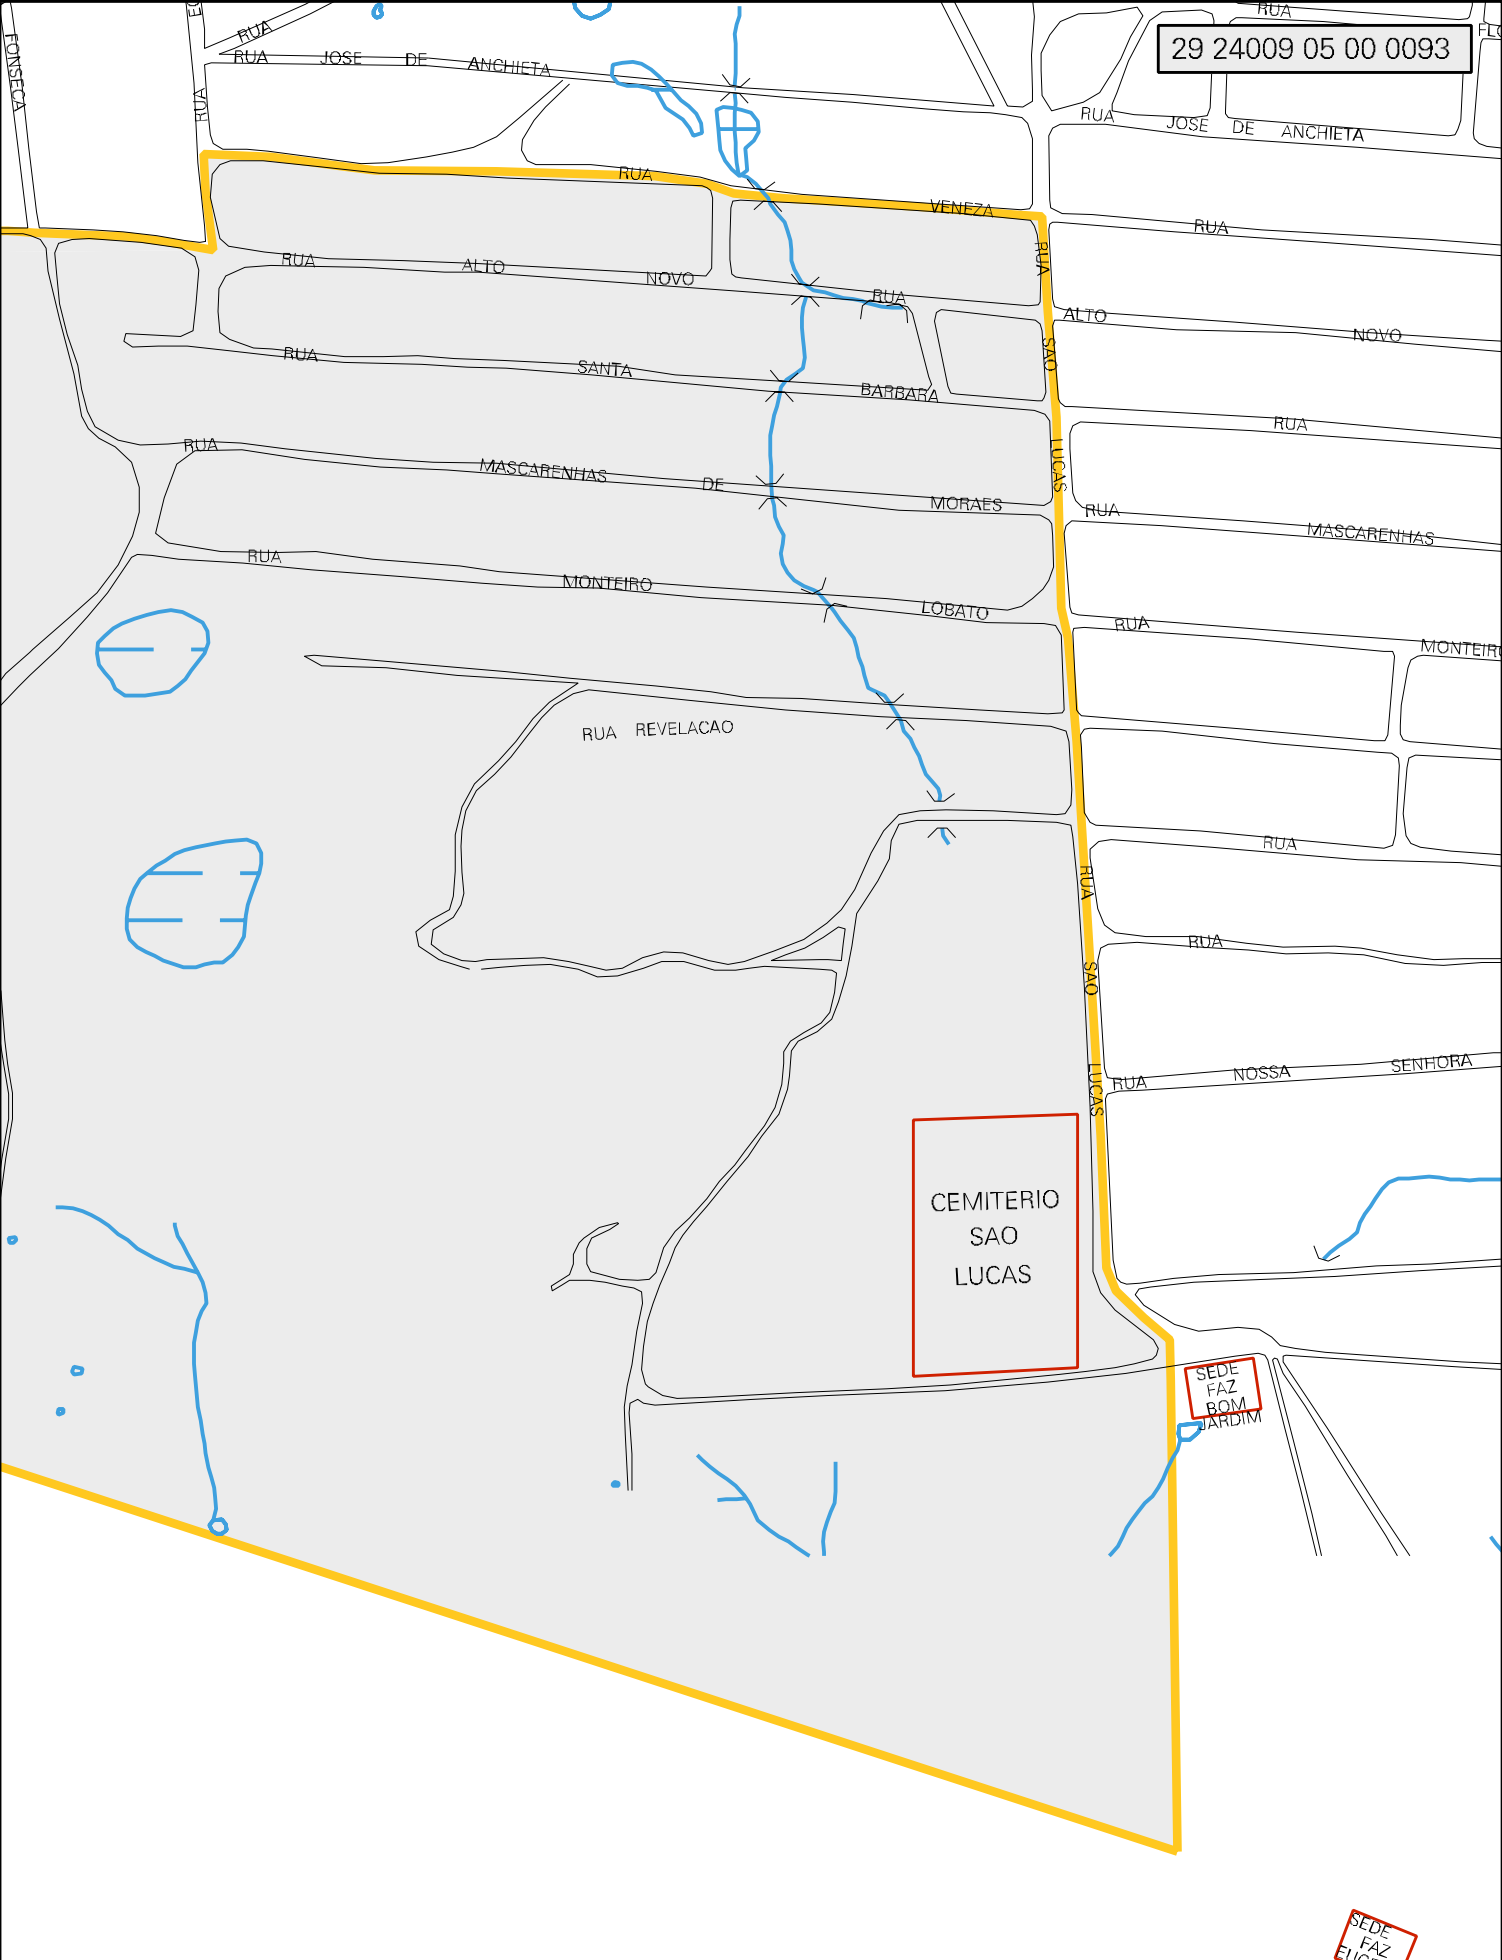 RUA
29 24009 05 00 0093
FONSECA
RUA
RUA
RUA JOSE DE ANCHIETA
RUA JOSE DE ANCHIETA
RUA VENEZA
RUA
RUA ALTO NOVO
RUA
ALTO NOVO
RUA SAO LUCAS
RUA SANTA BARBARA
RUA
RUA MASCARENHAS DE MORAES
RUA MASCARENHAS
RUA MONTEIRO LOBATO
RUA
RUA REVELACAO
RUA
RUA SAO LUCAS
RUA
RUA NOSSA SENHORA
CEMITERIO
SAO
LUCAS
SEDE
FAZ
BOM
JARDIM
SEDE
FAZ